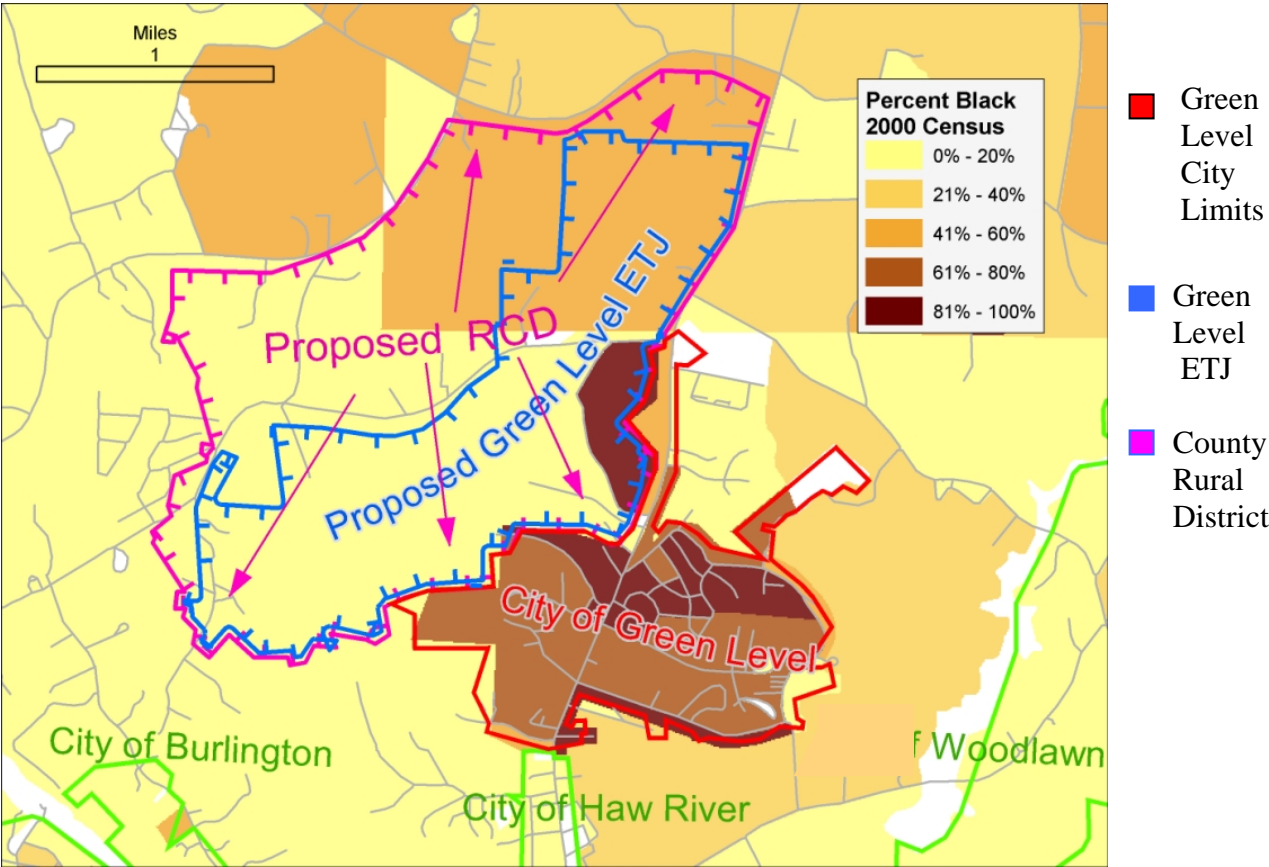 Miles
1
Percent Black
2000 Census
0% - 20%
21% - 40%
41% - 60%
61% - 80%
81% - 100%
Proposed RCD
Proposed Green Level ETJ
City of Green Level
City of Burlington
City of Haw River
f Woodlawn
Green
Level
City
Limits
Green
Level
ETJ
County
Rural
District